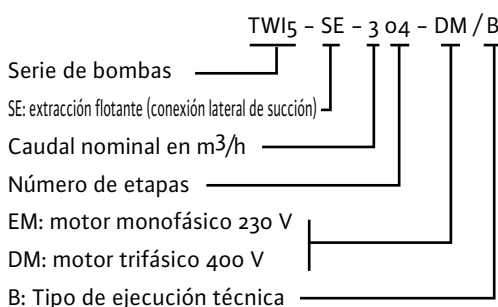 TWI5 - SE - 3 04 - DM / B
Serie de bombas
SE: extracción flotante (conexión lateral de succión)
Caudal nominal en m³/h
Número de etapas
EM: motor monofásico 230 V
DM: motor trifásico 400 V
B: Tipo de ejecución técnica